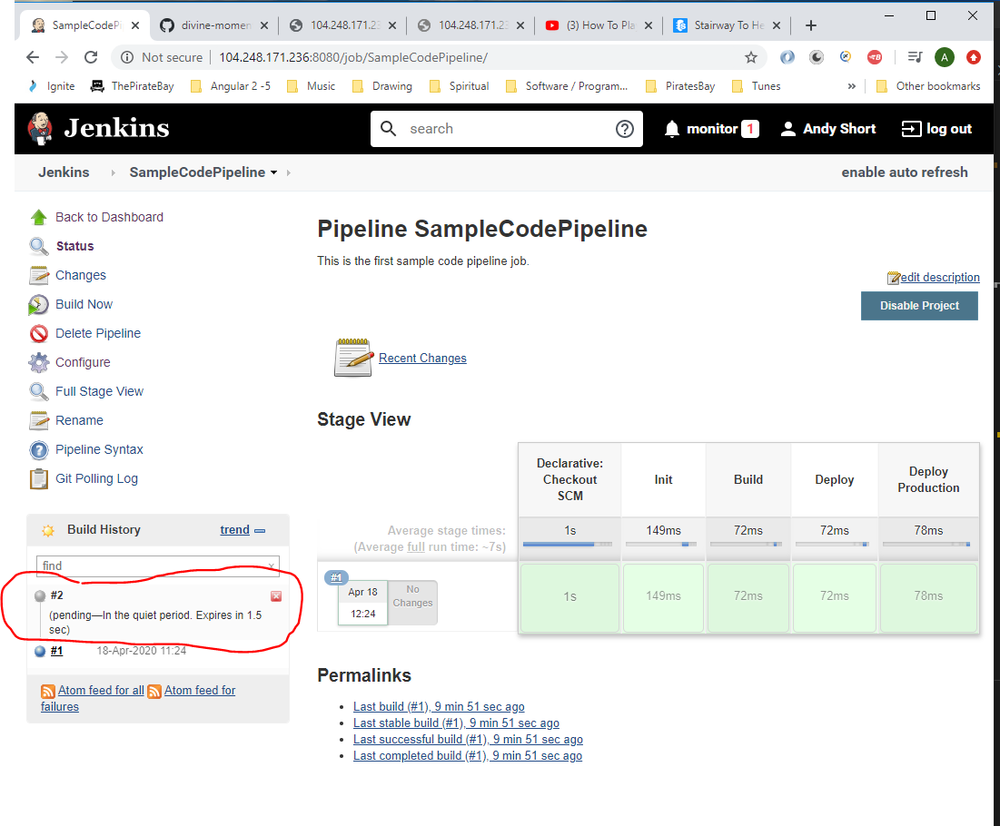 SampleCodePi
divine-momen
104.248.171.23
104.248.171.23
(3) How To Pla
Stairway To He
Not secure
104.248.171.236:8080/job/SampleCodePipeline/
A
Ignite
ThePirateBay
Angular 2 -5
Music
Drawing
Spiritual
Software / Program...
PiratesBay
Tunes
»
Other bookmarks
Jenkins
search
monitor 1
Andy Short
log out
Jenkins
SampleCodePipeline
enable auto refresh
Back to Dashboard
Status
Changes
Build Now
Delete Pipeline
Configure
Full Stage View
Rename
Pipeline Syntax
Git Polling Log
Build History
trend
find
x
#2
(pending—In the quiet period. Expires in 1.5
sec)
#1 18-Apr-2020 11:24
Atom feed for all Atom feed for
failures
Pipeline SampleCodePipeline
This is the first sample code pipeline job.
edit description
Disable Project
Recent Changes
Stage View
Declarative:
Checkout
SCM
Init
Build
Deploy
Deploy
Production
Average stage times:
(Average full run time: ~7s)
1s
149ms
72ms
72ms
78ms
#1
Apr 18
12:24
No
Changes
1s
149ms
72ms
72ms
78ms
Permalinks
Last build (#1), 9 min 51 sec ago
Last stable build (#1), 9 min 51 sec ago
Last successful build (#1), 9 min 51 sec ago
Last completed build (#1), 9 min 51 sec ago